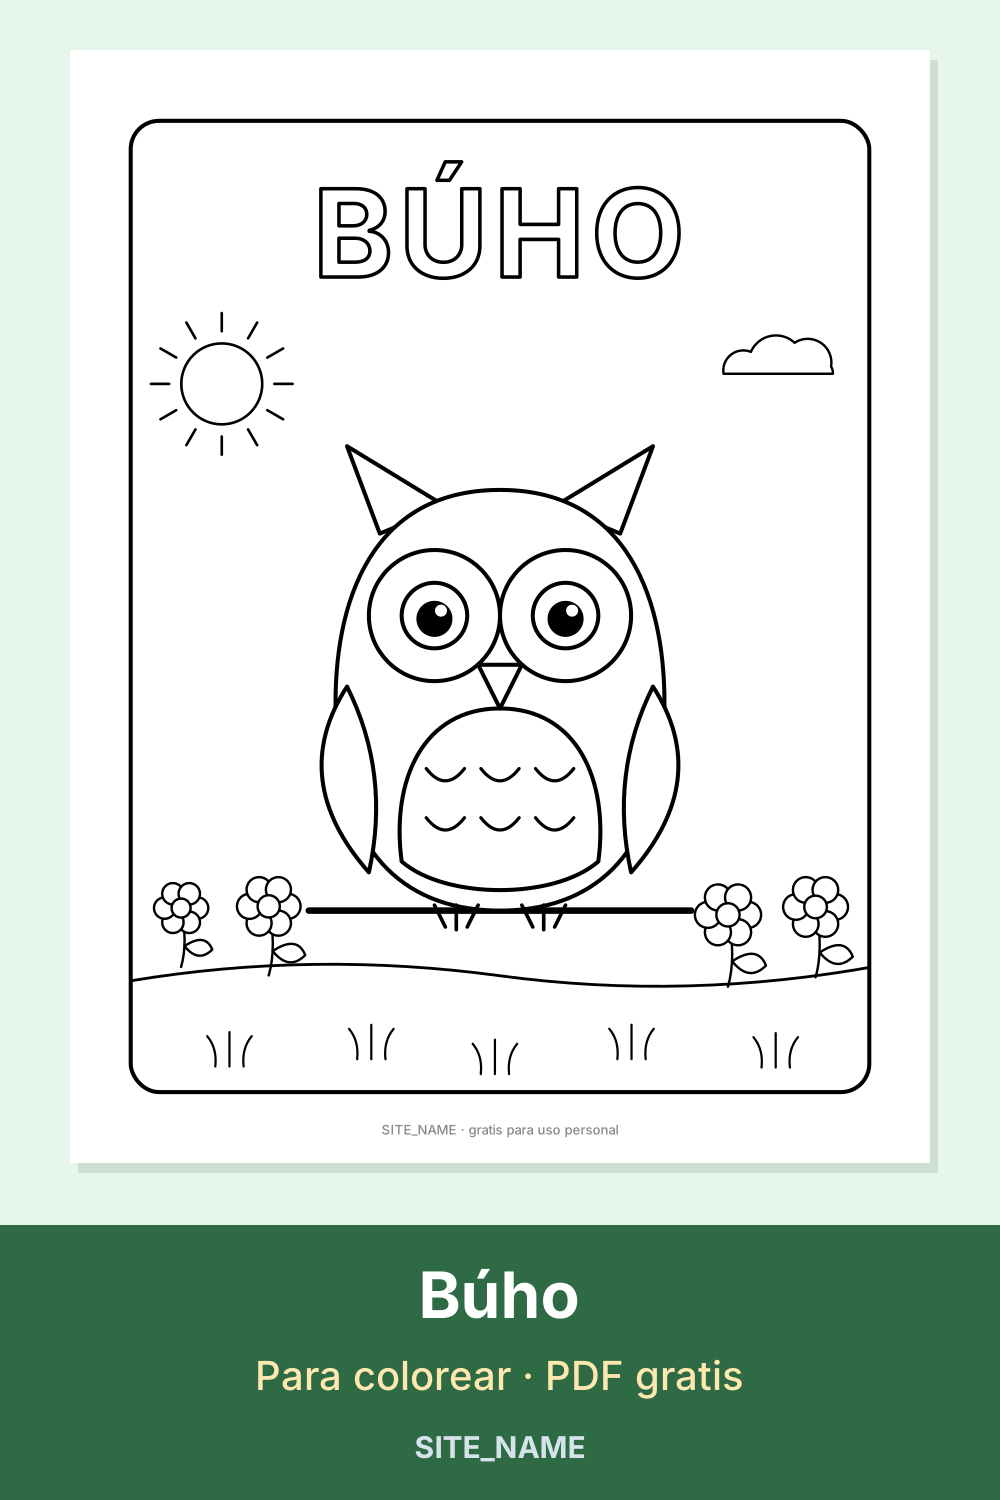 BÚHO
SITE_NAME · gratis para uso personal
Búho
Para colorear · PDF gratis
SITE_NAME